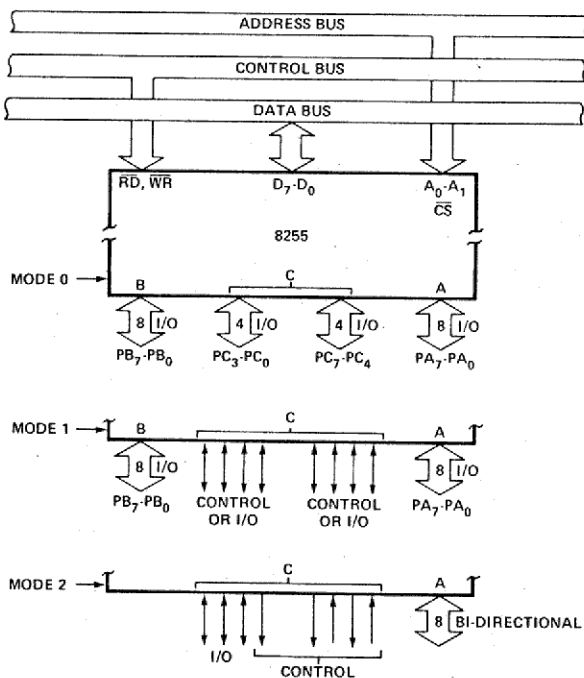 ADDRESS BUS
CONTROL BUS
DATA BUS
RD, WR D7-D0 A0-A1
CS
8255
MODE 0 B C A
8 I/O 4 I/O 4 I/O 8 I/O
PB7-PB0 PC3-PC0 PC7-PC4 PA7-PA0
MODE 1 B C A
8 I/O CONTROL OR I/O CONTROL OR I/O 8 I/O
PB7-PB0 PA7-PA0
MODE 2 C A
8 BI-DIRECTIONAL
I/O
CONTROL